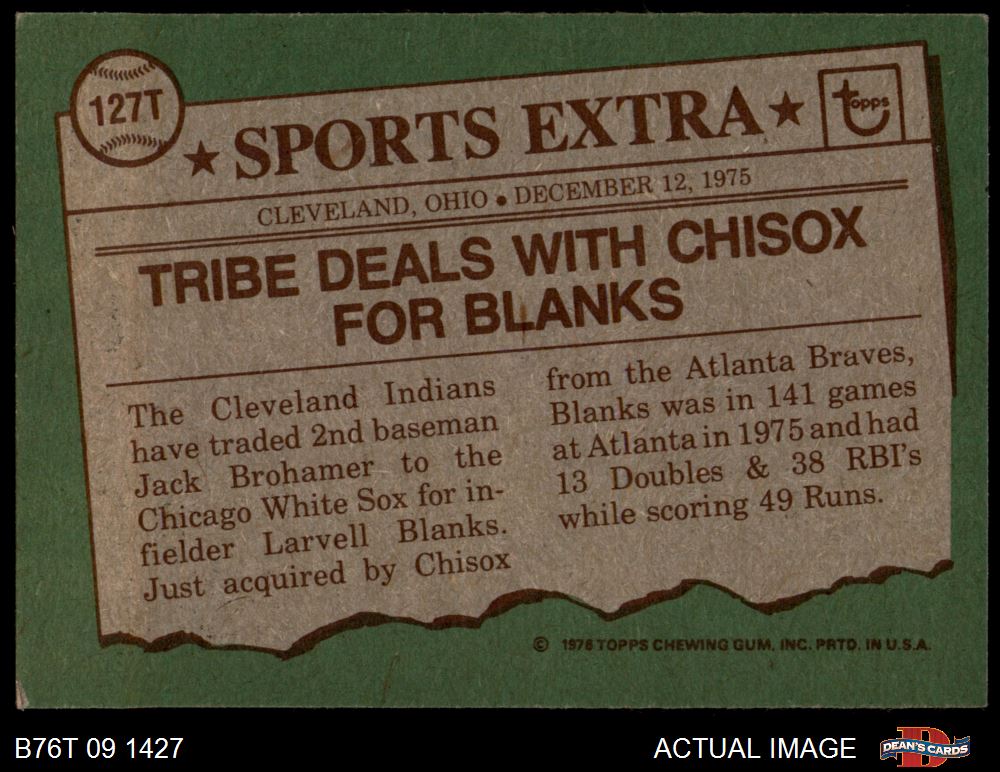 127T
★ SPORTS EXTRA ★
topps
CLEVELAND, OHIO • DECEMBER 12, 1975
TRIBE DEALS WITH CHISOX
FOR BLANKS
The Cleveland Indians
have traded 2nd baseman
Jack Brohamer to the
Chicago White Sox for in-
fielder Larvell Blanks.
Just acquired by Chisox
from the Atlanta Braves,
Blanks was in 141 games
at Atlanta in 1975 and had
13 Doubles & 38 RBI's
while scoring 49 Runs.
© 1976 TOPPS CHEWING GUM, INC. PRTD. IN U.S.A.
B76T 09 1427
ACTUAL IMAGE
DEAN'S CARDS